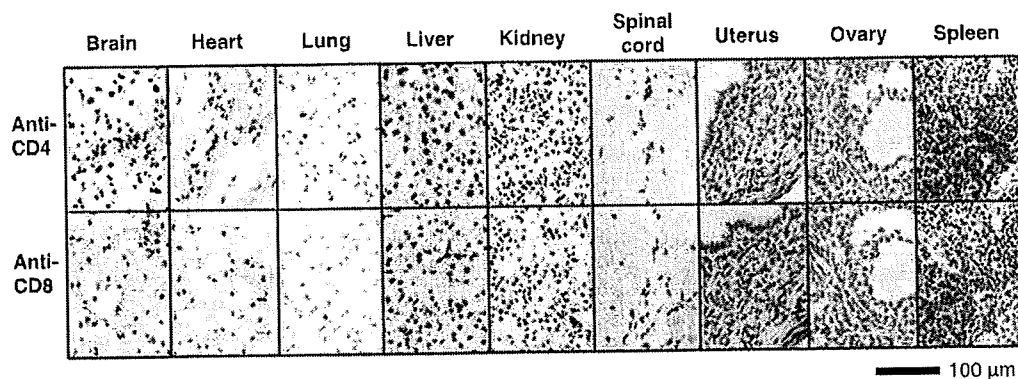 Brain Heart Lung Liver Kidney Spinal cord Uterus Ovary Spleen
Anti-
CD4
Anti-
CD8
100 µm